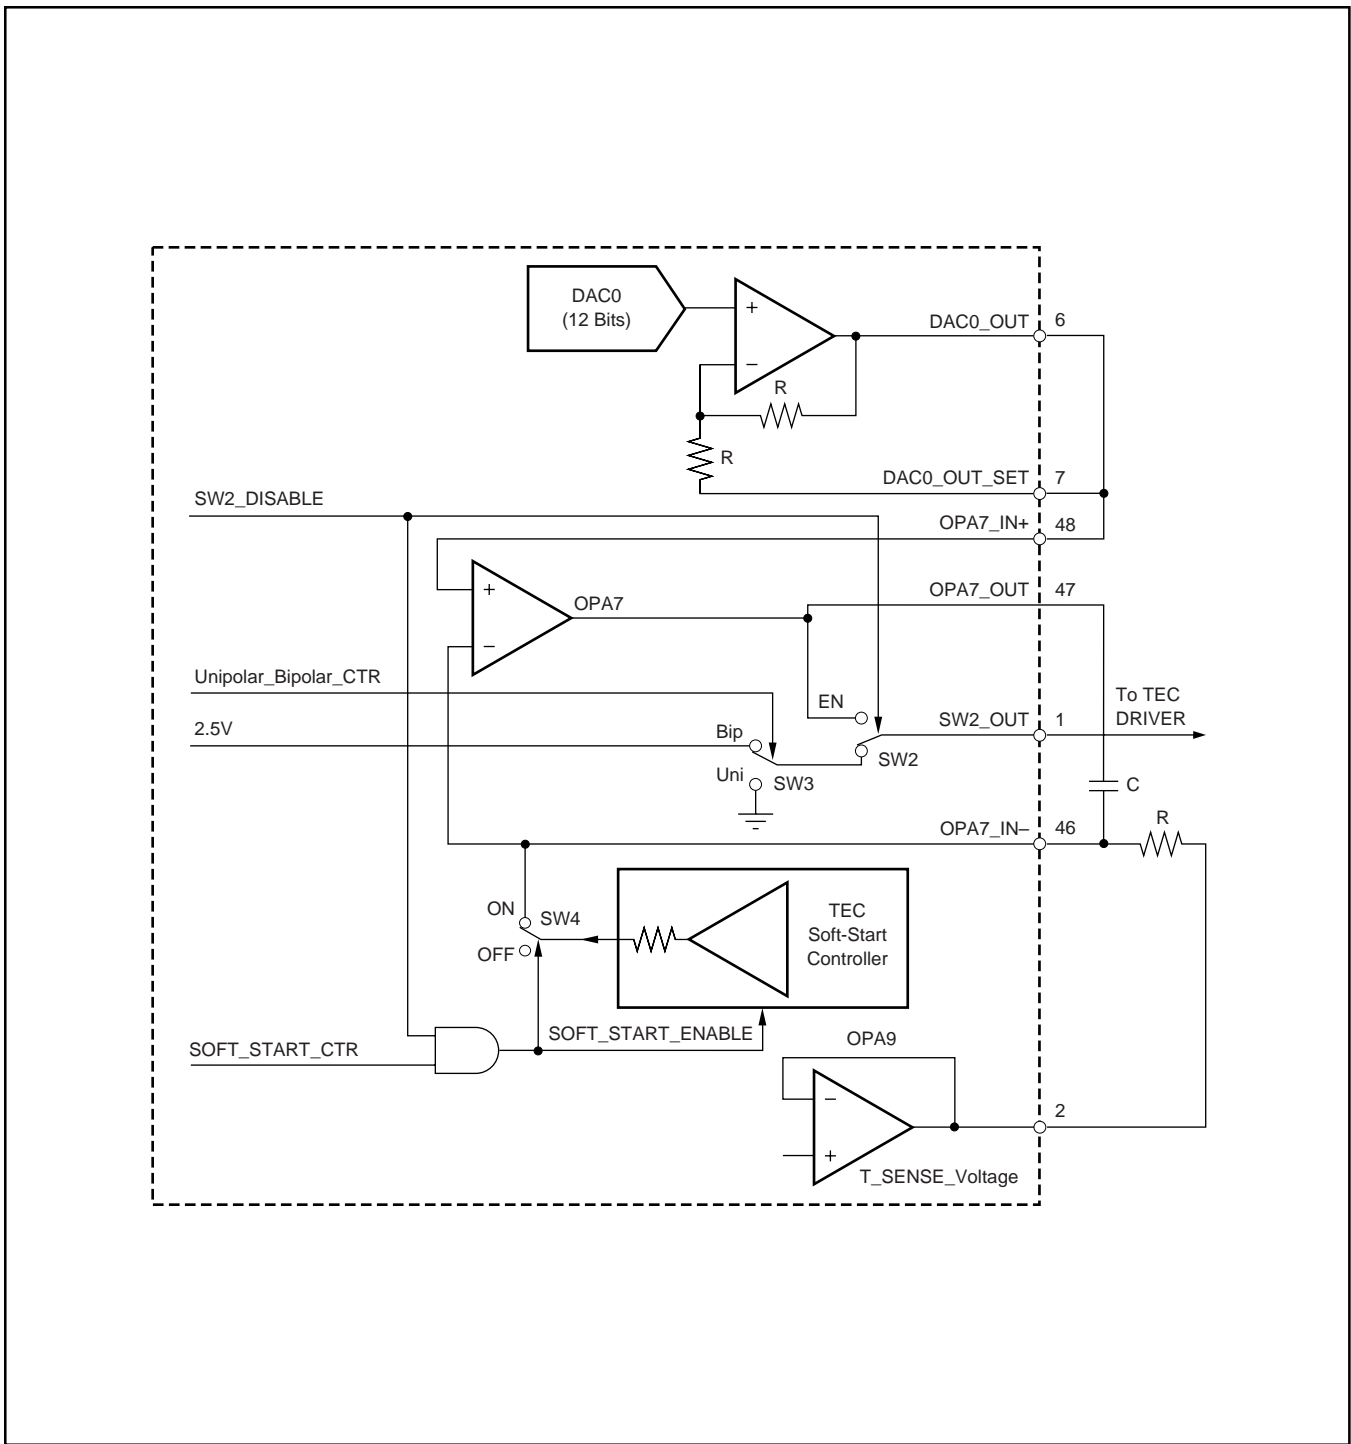 DAC0
(12 Bits)
+
−
R
R
DAC0_OUT
6
DAC0_OUT_SET
7
SW2_DISABLE
OPA7_IN+
48
+
−
OPA7
OPA7_OUT
47
Unipolar_Bipolar_CTR
EN
To TEC
DRIVER
2.5V
Bip
SW2_OUT
1
SW2
Uni
SW3
C
R
OPA7_IN–
46
ON
SW4
OFF
TEC
Soft-Start
Controller
SOFT_START_ENABLE
SOFT_START_CTR
OPA9
−
+
2
T_SENSE_Voltage